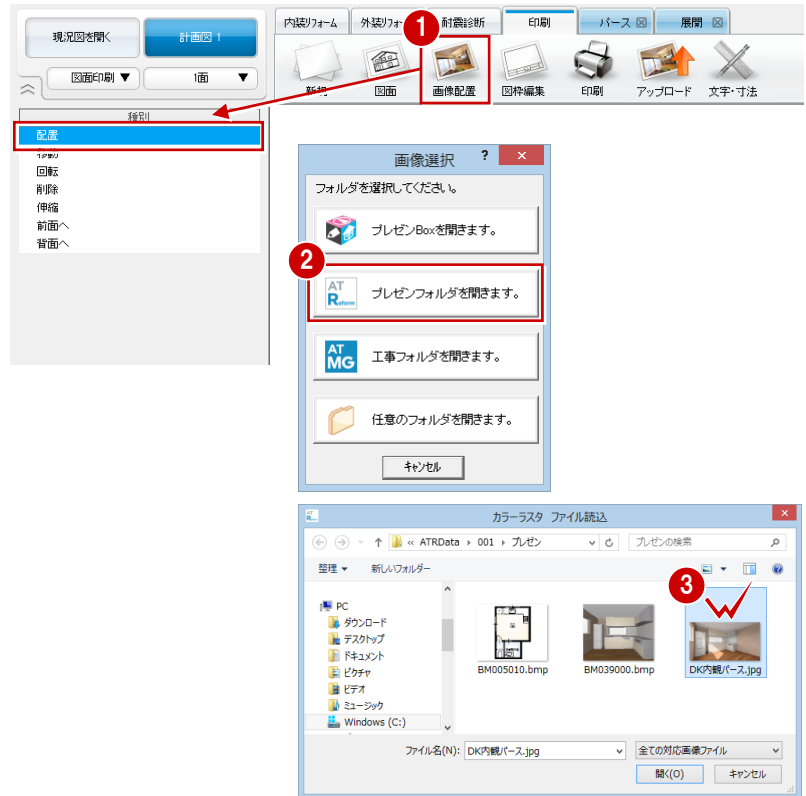 現況図を開く
計画図 1
図面印刷 ▼
1面 ▼
種別
配置
移動
回転
削除
伸縮
前面へ
背面へ
内装リフォーム
外装リフォーム
耐震診断
印刷
パース
展開
1
新規
図面
画像配置
図枠編集
印刷
アップロード
文字・寸法
画像選択 ? ×
フォルダを選択してください。
プレゼンBoxを開きます。
2
AT
Reform
プレゼンフォルダを開きます。
AT
MG
工事フォルダを開きます。
任意のフォルダを開きます。
キャンセル
カラーラスタ ファイル読込 ×
« ATRData › 001 › プレゼン
プレゼンの検索
整理 ▼
新しいフォルダー
3
PC
ダウンロード
デスクトップ
ドキュメント
ピクチャ
ビデオ
ミュージック
Windows (C:)
BM005010.bmp
BM039000.bmp
DK内観パース.jpg
ファイル名(N): DK内観パース.jpg
全ての対応画像ファイル
開く(O)
キャンセル